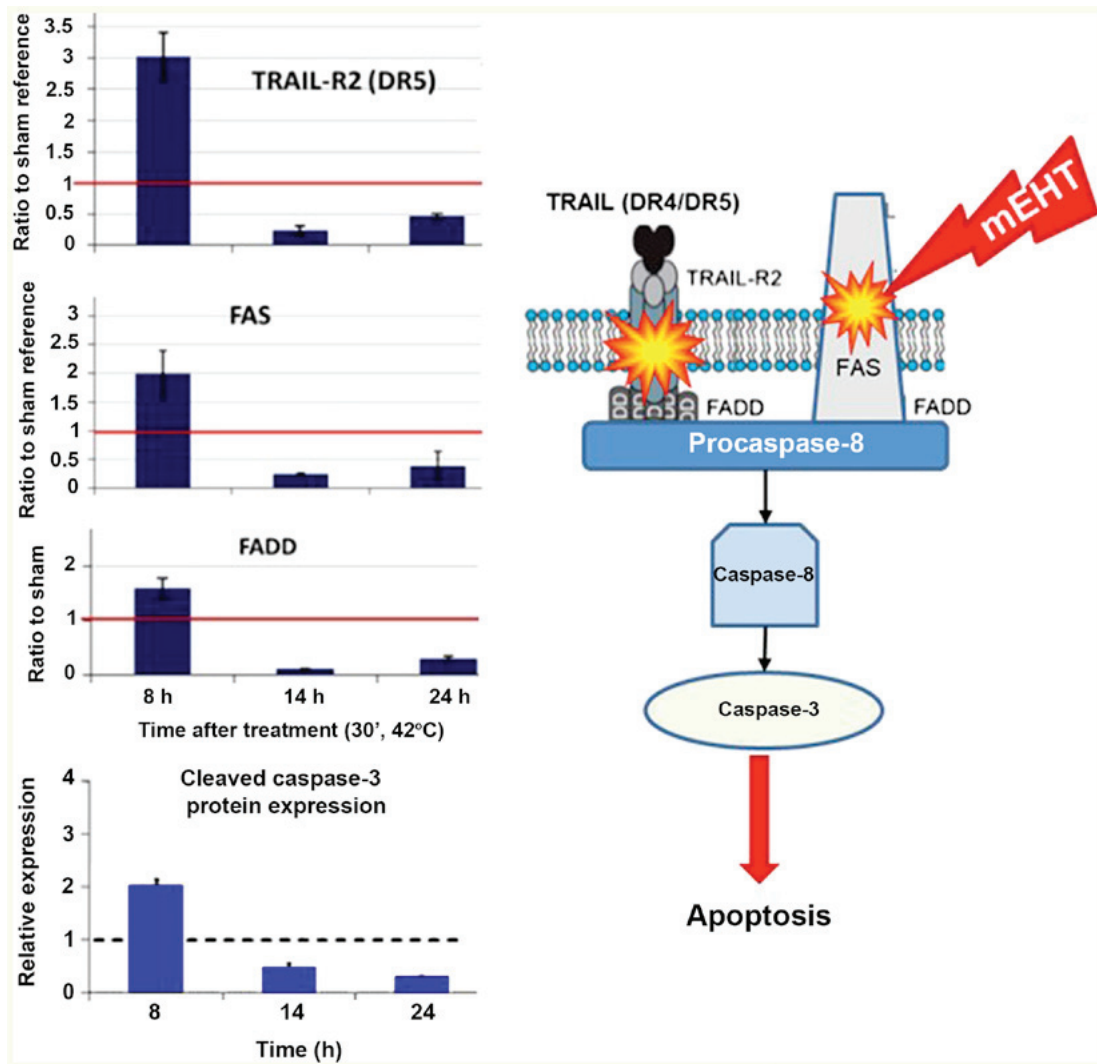 3.5
3
2.5
2
1.5
1
0.5
0
Ratio to sham reference
TRAIL-R2 (DR5)
3
2.5
2
1.5
1
0.5
0
Ratio to sham reference
FAS
2
1
0
Ratio to sham
FADD
8 h 14 h 24 h
Time after treatment (30’, 42°C)
4
3
2
1
0
Relative expression
Cleaved caspase-3
protein expression
8 14 24
Time (h)
mEHT
TRAIL (DR4/DR5)
L
TRAIL-R2
FAS
FADD
FADD
DD DD DD DD
Procaspase-8
Caspase-8
Caspase-3
Apoptosis